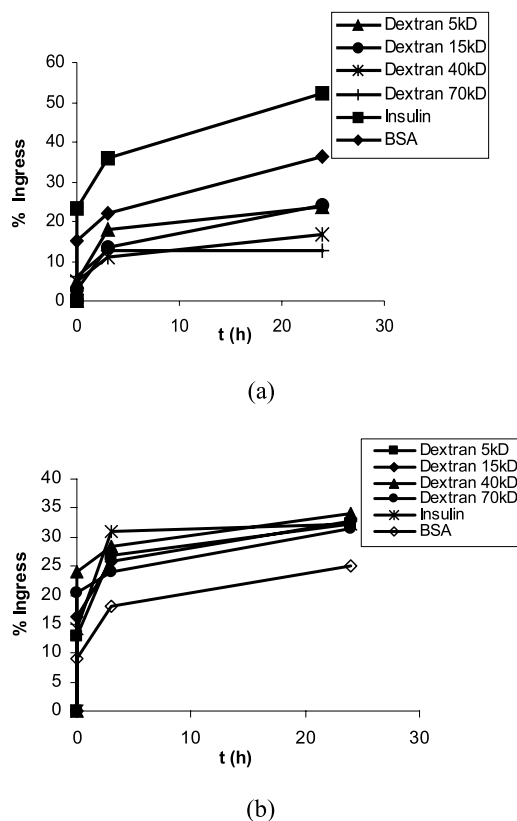 Dextran 5kD
Dextran 15kD
Dextran 40kD
Dextran 70kD
Insulin
BSA
% Ingress
60
50
40
30
20
10
0
0 10 20 30
t (h)
(a)
Dextran 5kD
Dextran 15kD
Dextran 40kD
Dextran 70kD
Insulin
BSA
% Ingress
40
35
30
25
20
15
10
5
0
0 10 20 30
t (h)
(b)